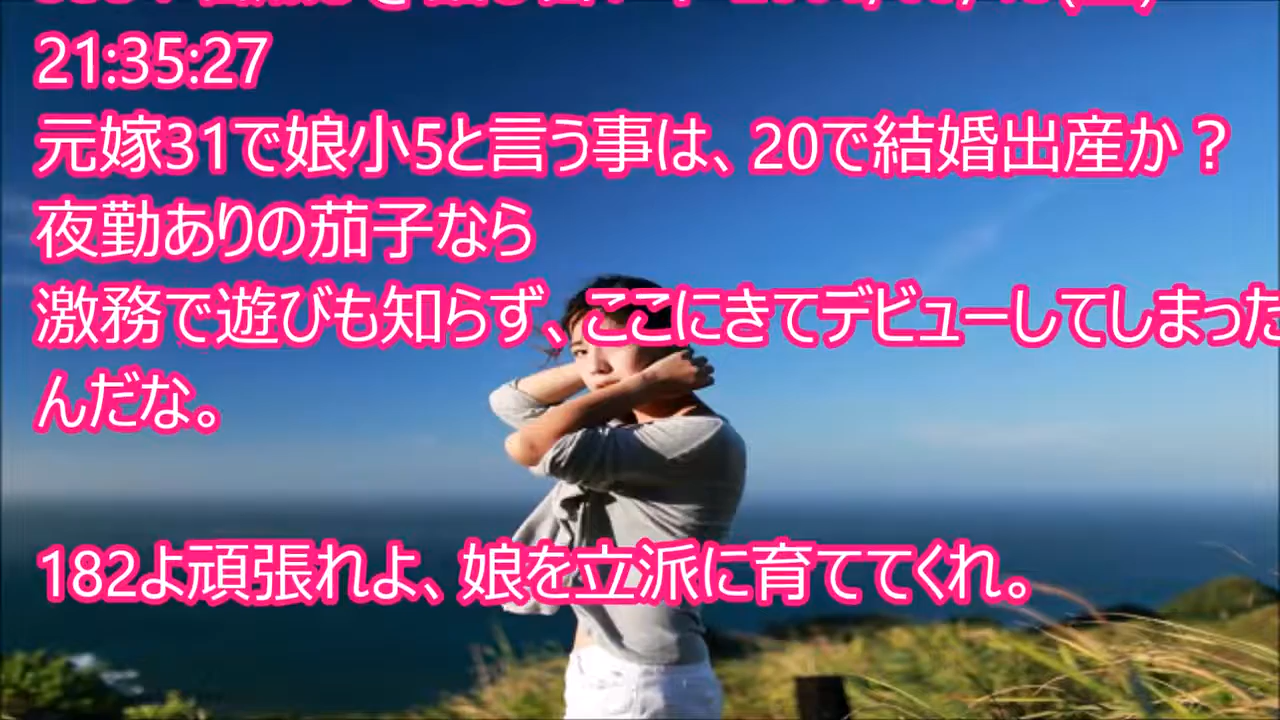 21:35:27
元嫁31で娘小5と言う事は、20で結婚出産か？
夜勤ありの茄子なら
激務で遊びも知らず、ここにきてデビューしてしまった
んだな。
182よ頑張れよ、娘を立派に育ててくれ。